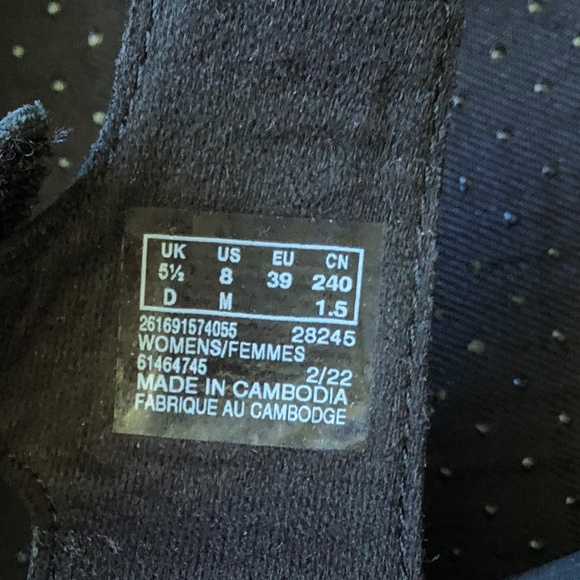 UK US EU CN
5½ 8 39 240
D M 1.5
261691574055 28245
WOMENS/FEMMES
61464745 2/22
MADE IN CAMBODIA
FABRIQUE AU CAMBODGE